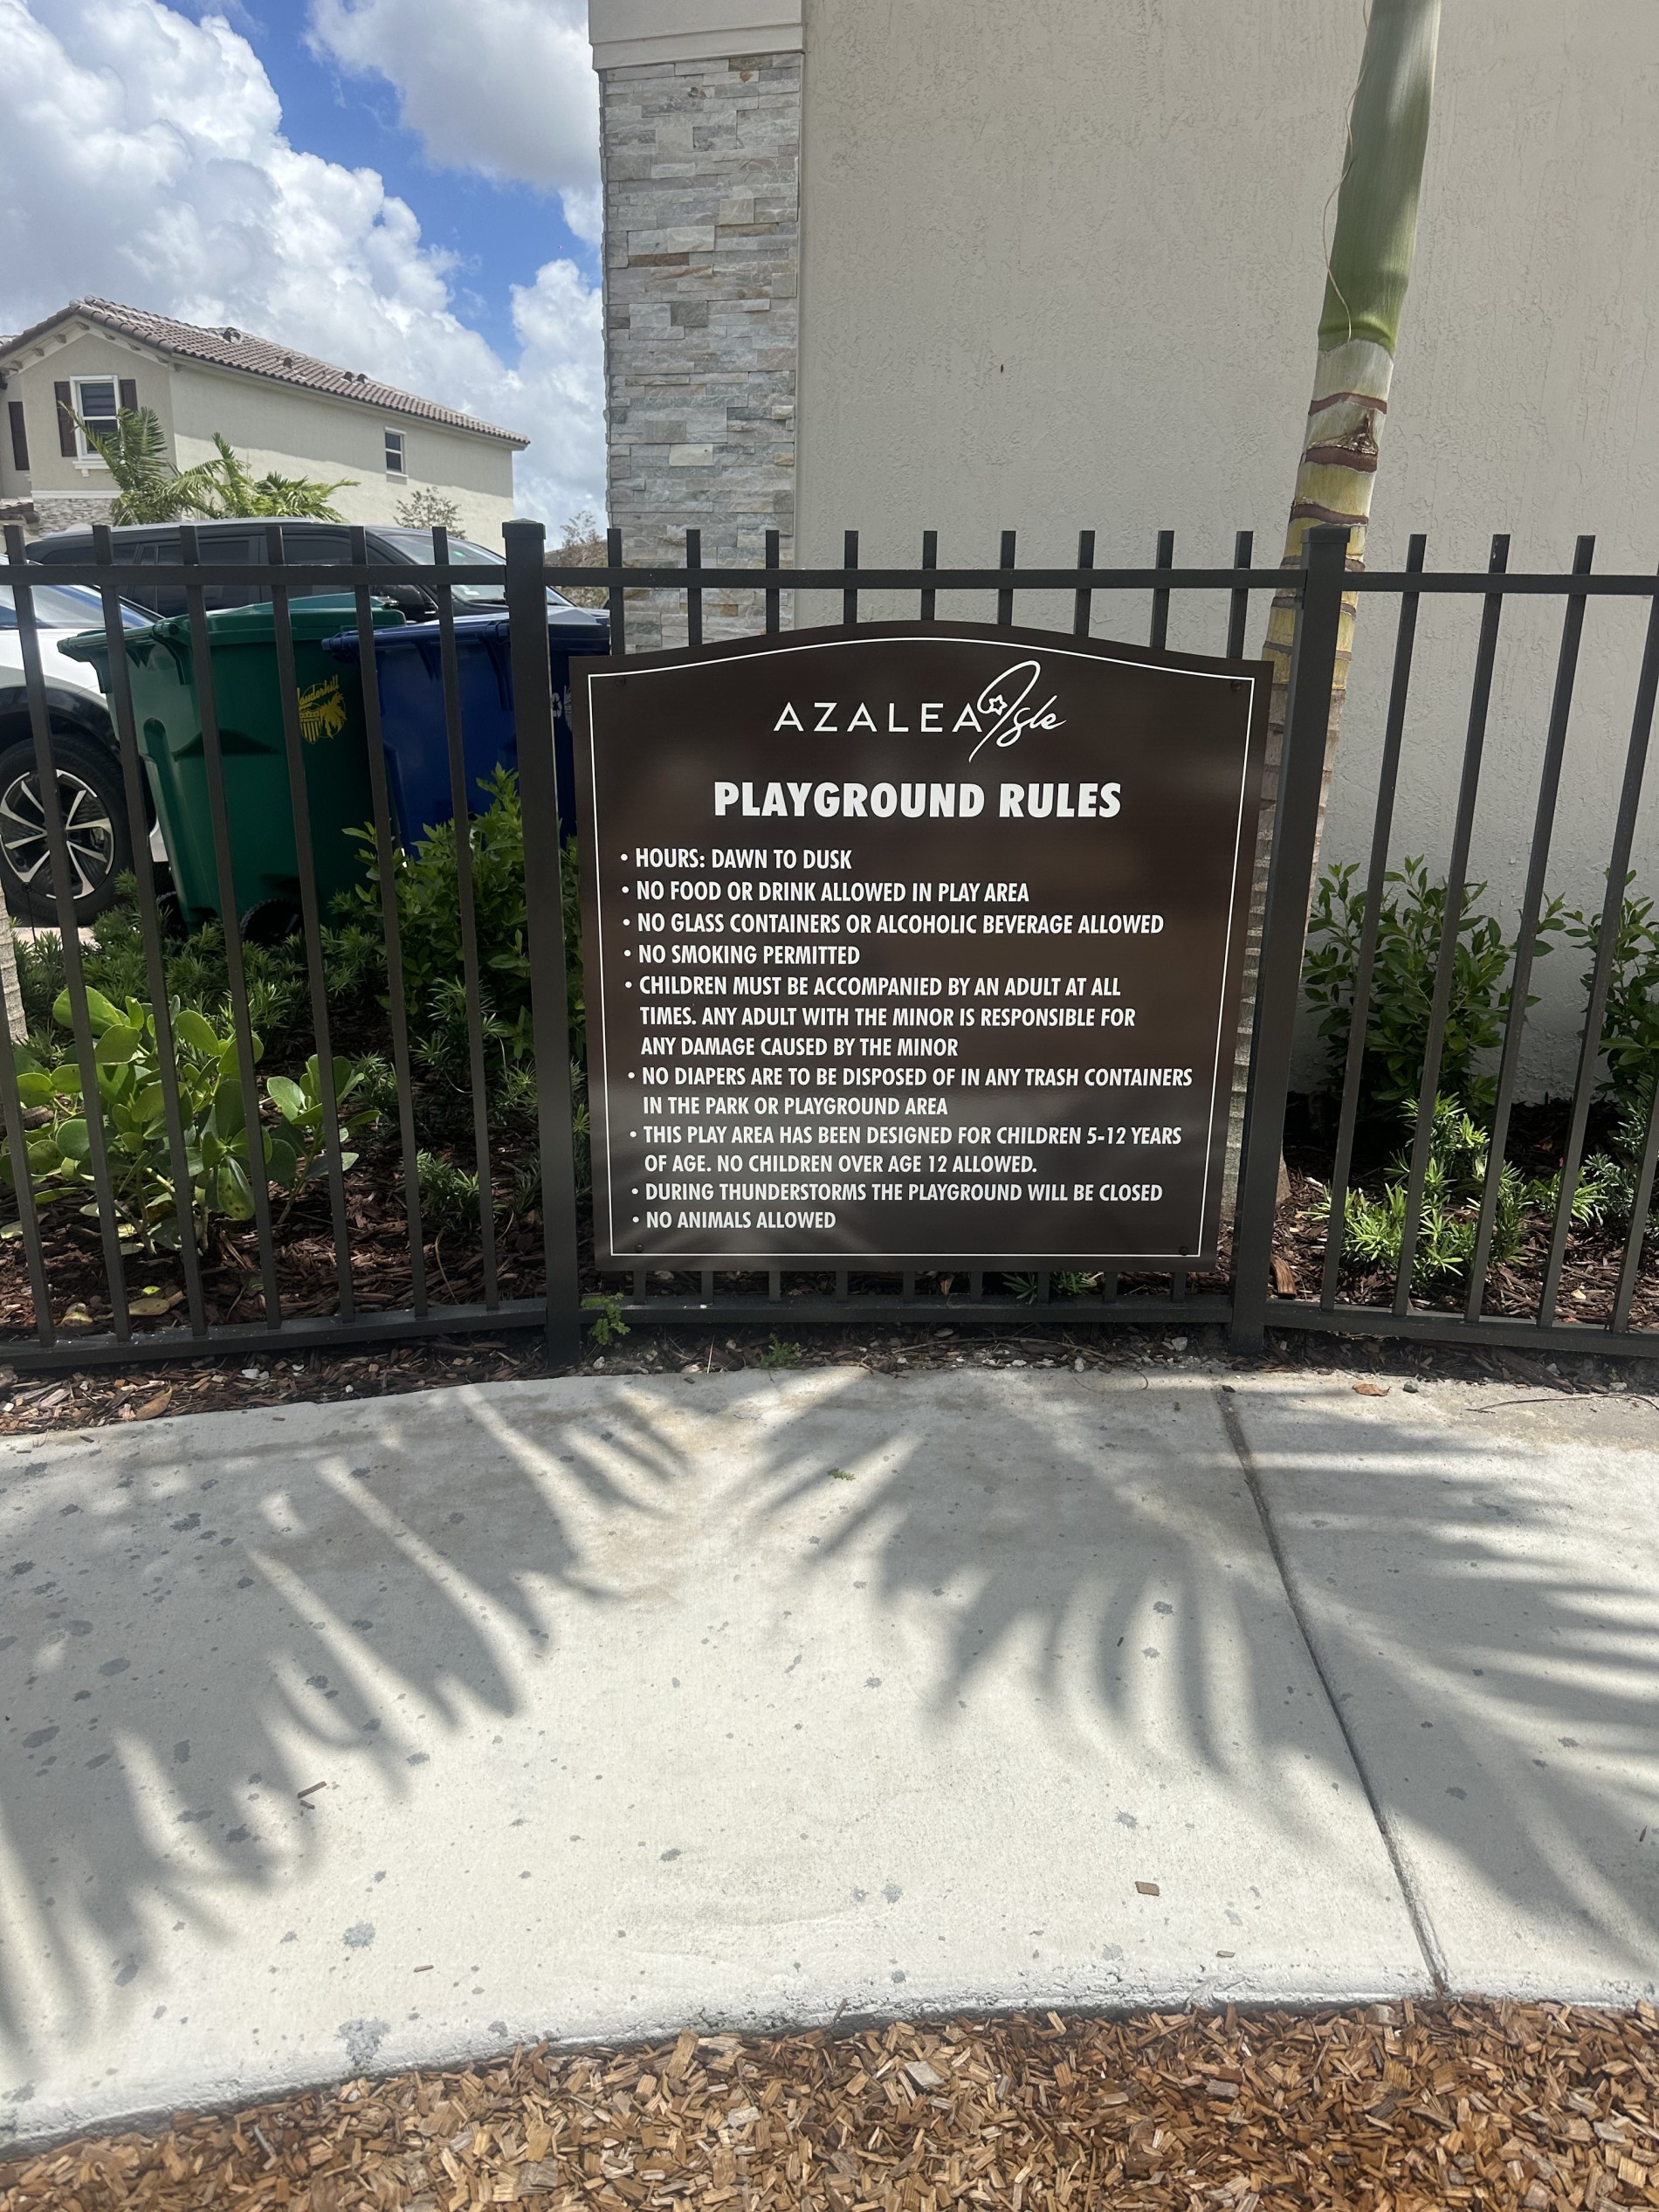 Lauderhill
AZALEA Isle
PLAYGROUND RULES
• HOURS: DAWN TO DUSK
• NO FOOD OR DRINK ALLOWED IN PLAY AREA
• NO GLASS CONTAINERS OR ALCOHOLIC BEVERAGE ALLOWED
• NO SMOKING PERMITTED
• CHILDREN MUST BE ACCOMPANIED BY AN ADULT AT ALL
TIMES. ANY ADULT WITH THE MINOR IS RESPONSIBLE FOR
ANY DAMAGE CAUSED BY THE MINOR
• NO DIAPERS ARE TO BE DISPOSED OF IN ANY TRASH CONTAINERS
IN THE PARK OR PLAYGROUND AREA
• THIS PLAY AREA HAS BEEN DESIGNED FOR CHILDREN 5-12 YEARS
OF AGE. NO CHILDREN OVER AGE 12 ALLOWED.
• DURING THUNDERSTORMS THE PLAYGROUND WILL BE CLOSED
• NO ANIMALS ALLOWED